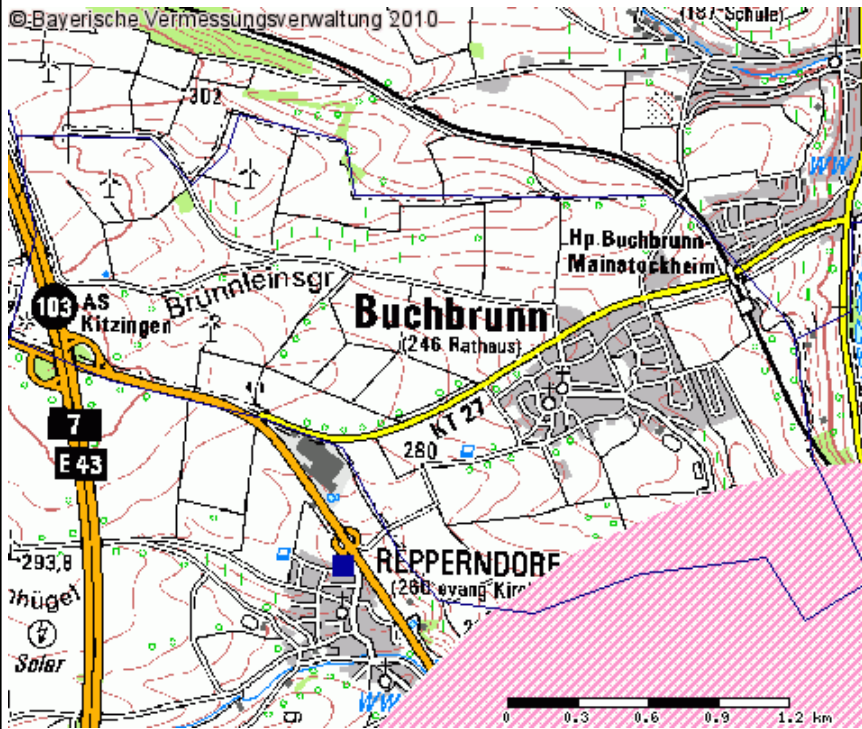 © Bayerische Vermessungsverwaltung 2010
(187 Schule)
302
WW
Hp Buchbrunn-
Mainstockheim
Brünnleinsgr
103 AS
Kitzingen
Buchbrunn
(246 Rathaus)
7
KT 27
280
E 43
293,8
REPPERNDORF
(260 evang
hügel
Solar
WW
0 0.3 0.6 0.9 1.2 km